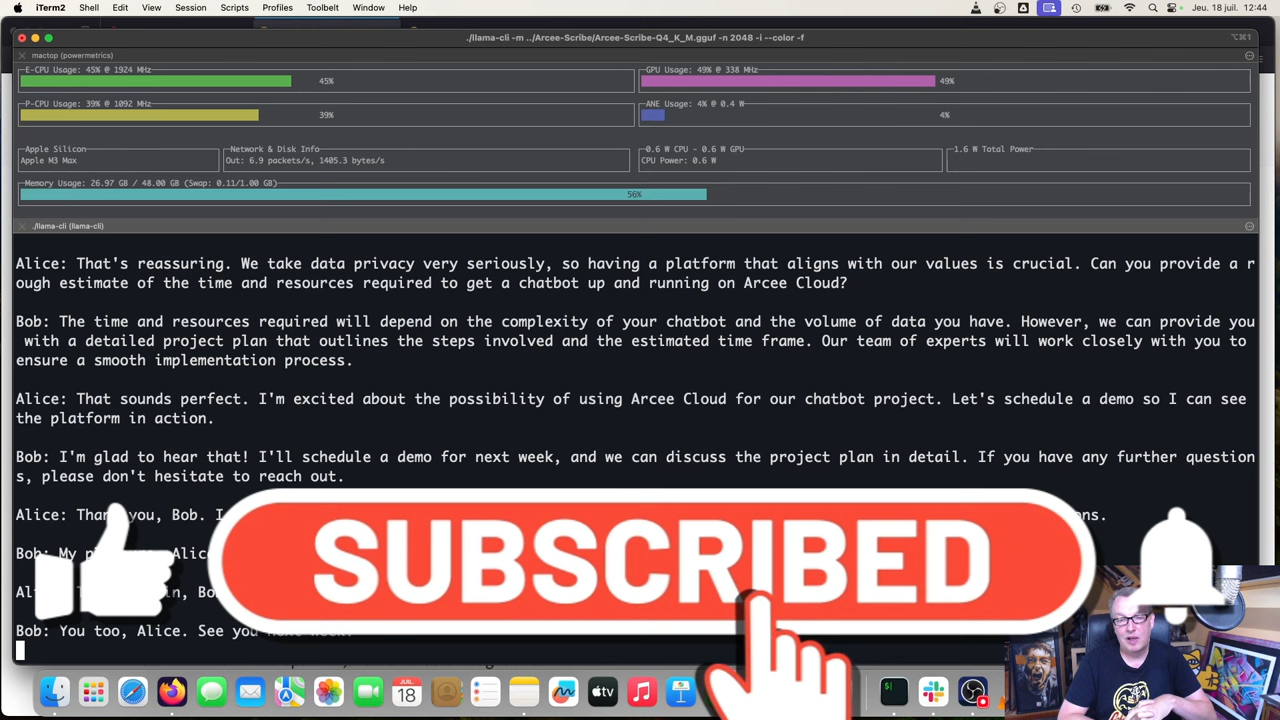 iTerm2 Shell Edit View Session Scripts Profiles Toolbelt Window Help Jeu. 18 juil. 12:44
./llama-cli -m ../Arcee-Scribe/Arcee-Scribe-Q4_K_M.gguf -n 2048 -i --color -f ⌥⌘1
mactop (powermetrics)
E-CPU Usage: 45% @ 1924 MHz
45%
GPU Usage: 49% @ 338 MHz
49%
P-CPU Usage: 39% @ 1092 MHz
39%
ANE Usage: 4% @ 0.4 W
4%
Apple Silicon
Apple M3 Max
Network & Disk Info
Out: 6.9 packets/s, 1405.3 bytes/s
0.6 W CPU - 0.6 W GPU
CPU Power: 0.6 W
1.6 W Total Power
Memory Usage: 26.97 GB / 48.00 GB (Swap: 0.11/1.00 GB)
56%
./llama-cli (llama-cli)
Alice: That's reassuring. We take data privacy very seriously, so having a platform that aligns with our values is crucial. Can you provide a r
ough estimate of the time and resources required to get a chatbot up and running on Arcee Cloud?
Bob: The time and resources required will depend on the complexity of your chatbot and the volume of data you have. However, we can provide you
with a detailed project plan that outlines the steps involved and the estimated time frame. Our team of experts will work closely with you to
ensure a smooth implementation process.
Alice: That sounds perfect. I'm excited about the possibility of using Arcee Cloud for our chatbot project. Let's schedule a demo so I can see
the platform in action.
Bob: I'm glad to hear that! I'll schedule a demo for next week, and we can discuss the project plan in detail. If you have any further question
s, please don't hesitate to reach out.
Alice: Thank you, Bob.
Bob: My Alice
SUBSCRIBED
Bob: You too, Alice. See you next week.
JUIL
18
tv